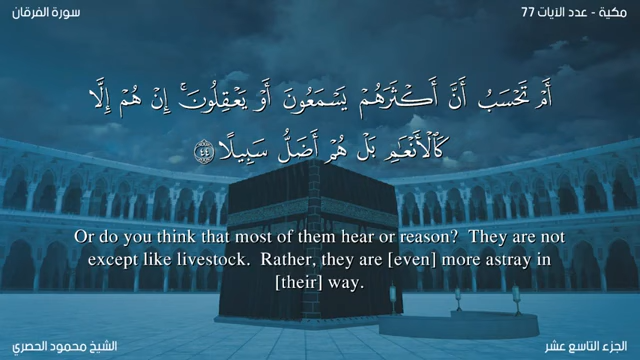 مكية - عدد الآيات 77
سورة الفرقان
أَمْ تَحْسَبُ أَنَّ أَكْثَرَهُمْ يَسْمَعُونَ أَوْ يَعْقِلُونَ ۚ إِنْ هُمْ إِلَّا
كَالْأَنْعَٰمِ بَلْ هُمْ أَضَلُّ سَبِيلًا ٤٤
Or do you think that most of them hear or reason? They are not
except like livestock. Rather, they are [even] more astray in
[their] way.
الجزء التاسع عشر
الشيخ محمود الحصري